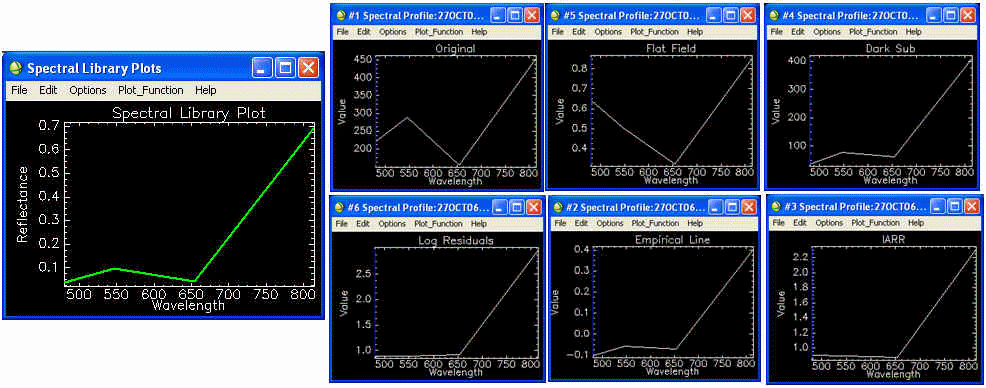 Spectral Library Plots
File Edit Options Plot_Function Help
Spectral Library Plot
0.7
0.6
0.5
0.4
0.3
0.2
0.1
Reflectance
500 550 600 650 700 750 800
Wavelength
#1 Spectral Profile:27OCT0...
File Edit Options Plot_Function Help
Original
450
400
350
300
250
200
Value
500 550 600 650 700 750 800
Wavelength
#5 Spectral Profile:27OCT0...
File Edit Options Plot_Function Help
Flat Field
0.8
0.7
0.6
0.5
0.4
Value
500 550 600 650 700 750 800
Wavelength
#4 Spectral Profile:27OCT0...
File Edit Options Plot_Function Help
Dark Sub
400
300
200
100
Value
500 550 600 650 700 750 800
Wavelength
#6 Spectral Profile:27OCT06...
File Edit Options Plot_Function Help
Log Residuals
2.5
2.0
1.5
1.0
Value
500 550 600 650 700 750 800
Wavelength
#2 Spectral Profile:27OCT06...
File Edit Options Plot_Function Help
Empirical Line
0.4
0.3
0.2
0.1
0.0
-0.1
Value
500 550 600 650 700 750 800
Wavelength
#3 Spectral Profile:27OCT06...
File Edit Options Plot_Function Help
IARR
2.2
2.0
1.8
1.6
1.4
1.2
1.0
Value
500 550 600 650 700 750 800
Wavelength